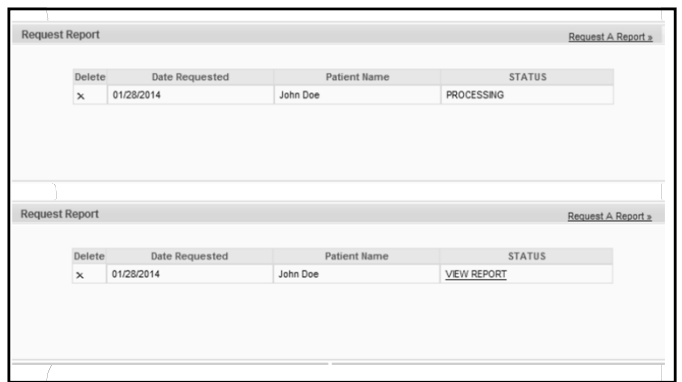 Request Report
Request A Report »
Delete Date Requested Patient Name STATUS
× 01/28/2014 John Doe PROCESSING
Request Report
Request A Report »
Delete Date Requested Patient Name STATUS
× 01/28/2014 John Doe VIEW REPORT